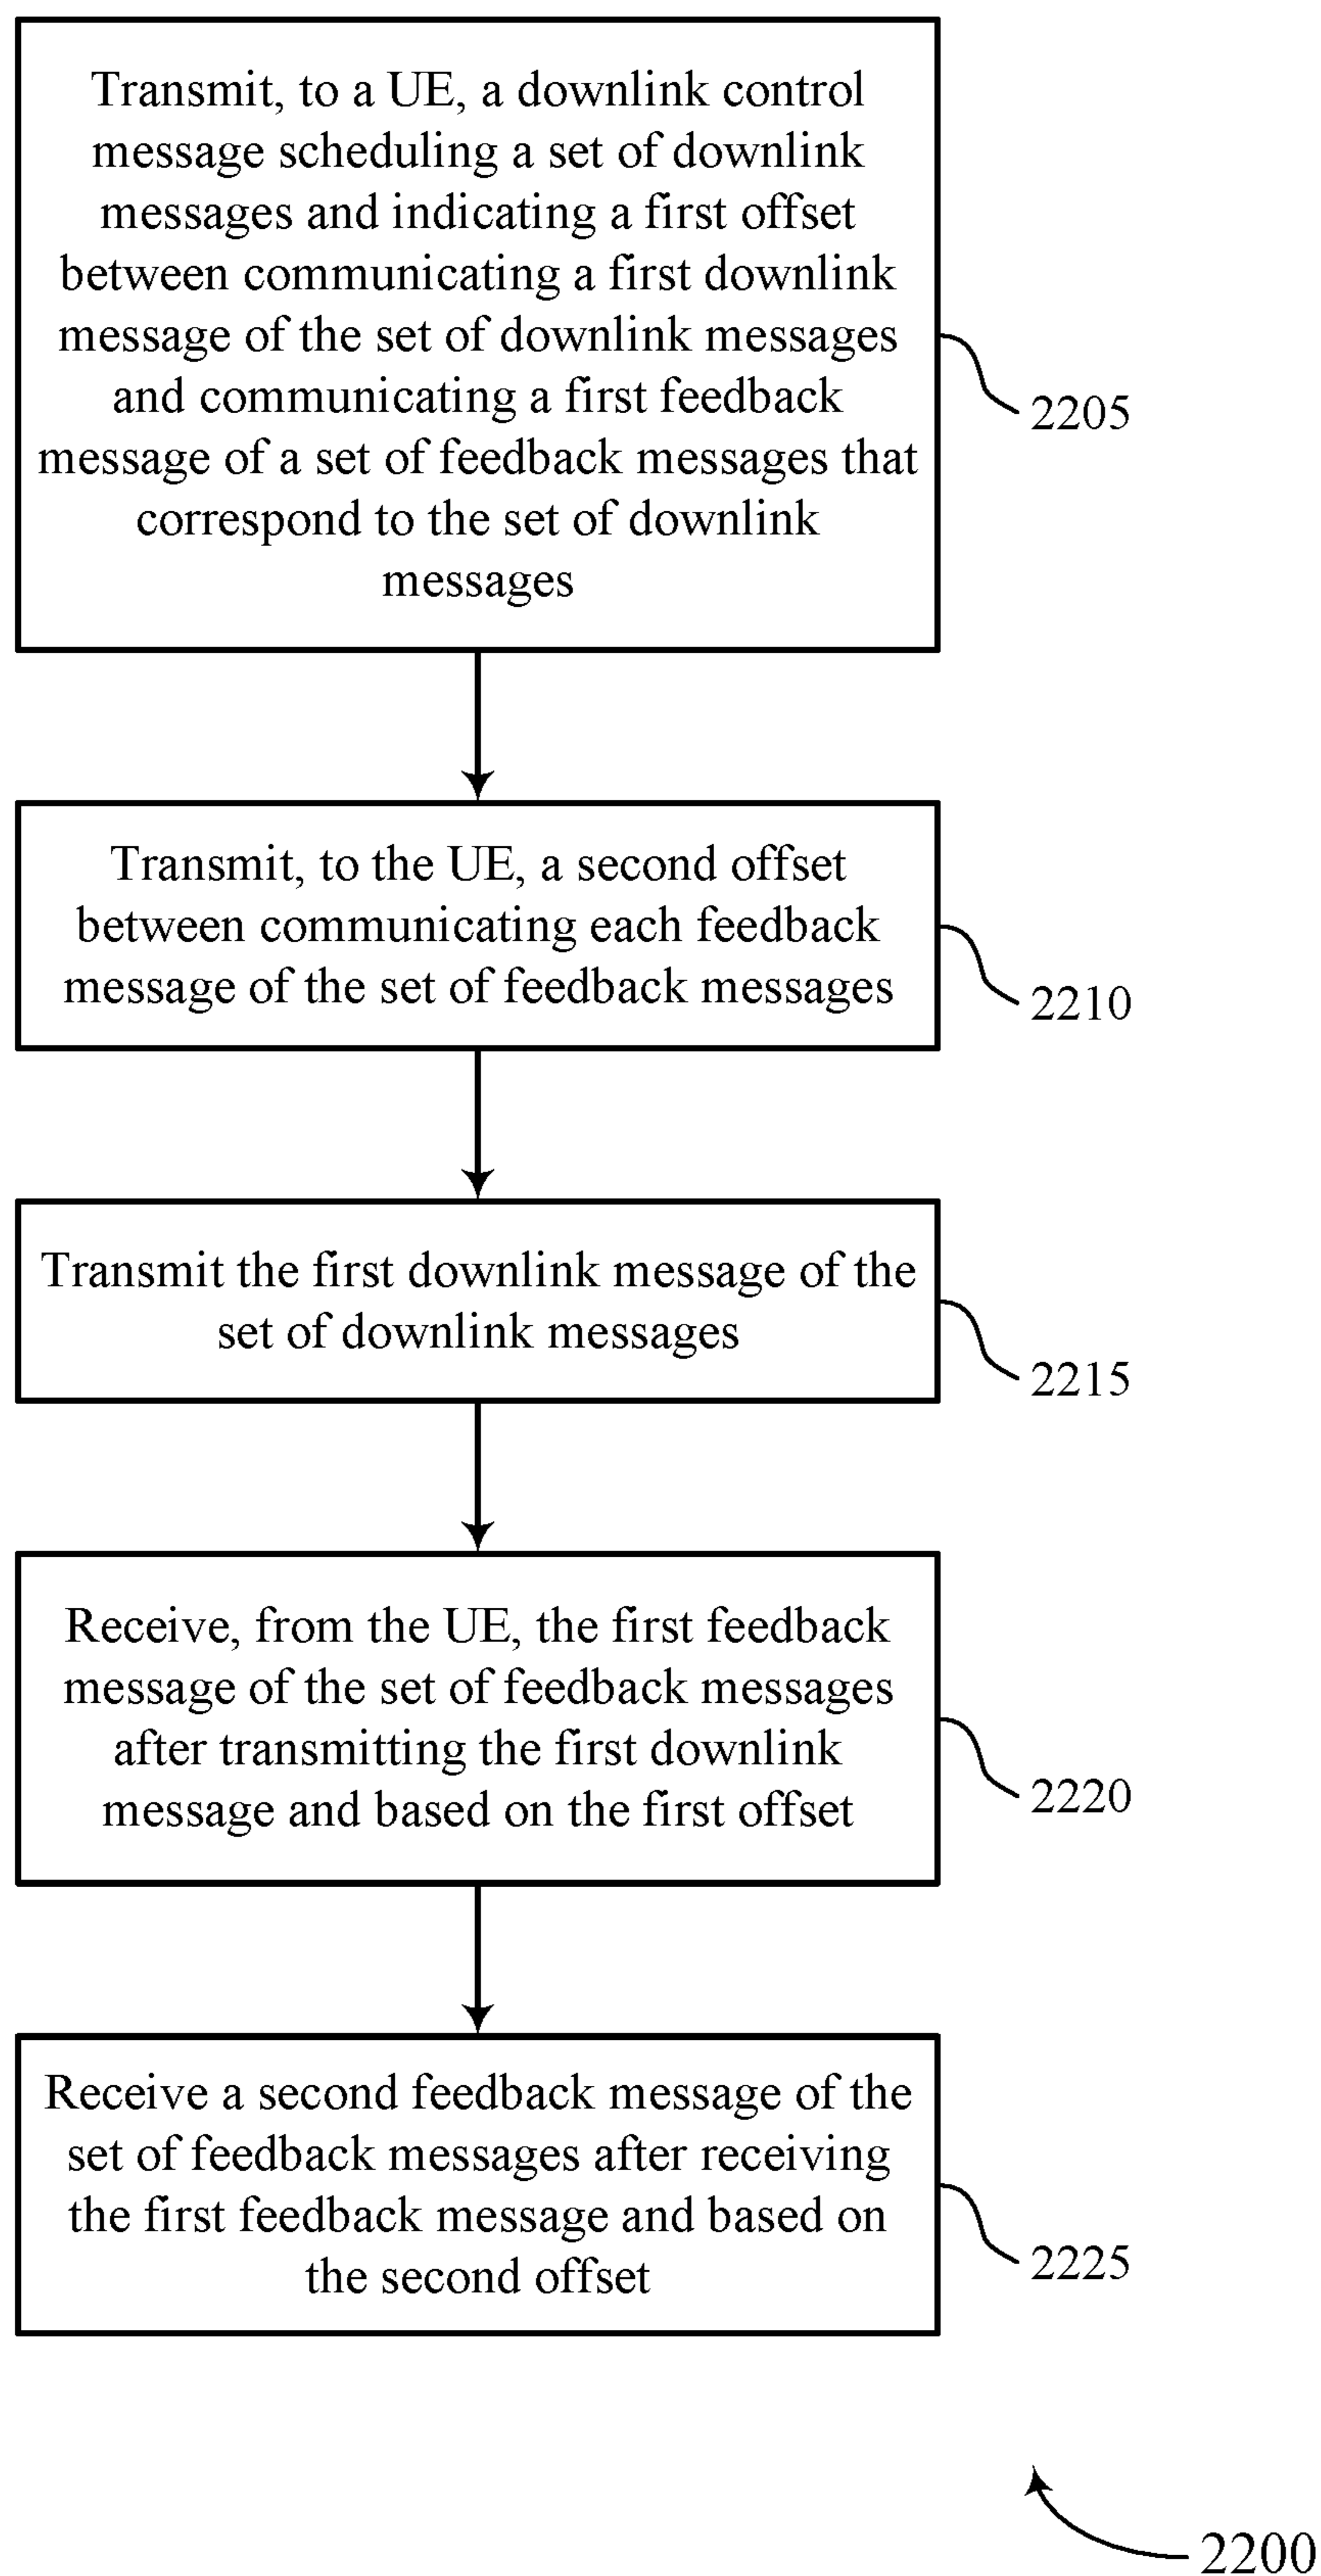 Transmit, to a UE, a downlink control
message scheduling a set of downlink
messages and indicating a first offset
between communicating a first downlink
message of the set of downlink messages
and communicating a first feedback
message of a set of feedback messages that
correspond to the set of downlink
messages
2205
Transmit, to the UE, a second offset
between communicating each feedback
message of the set of feedback messages
2210
Transmit the first downlink message of the
set of downlink messages
2215
Receive, from the UE, the first feedback
message of the set of feedback messages
after transmitting the first downlink
message and based on the first offset
2220
Receive a second feedback message of the
set of feedback messages after receiving
the first feedback message and based on
the second offset
2225
2200